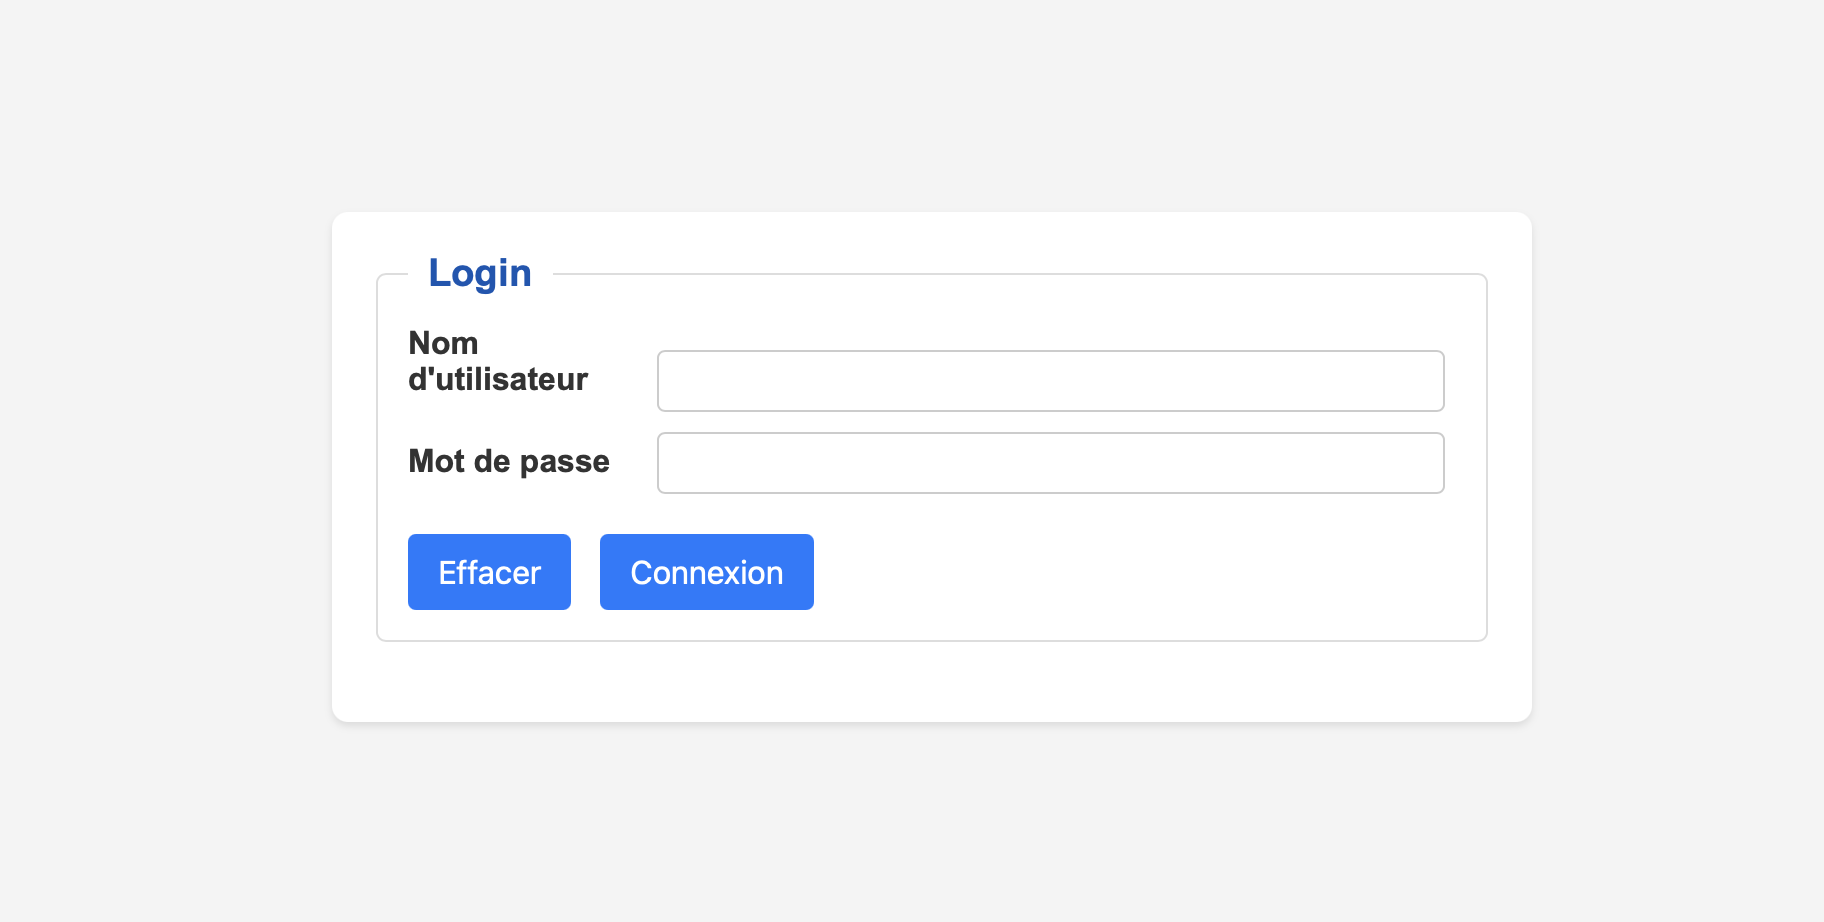 Login
Nom
d'utilisateur
Mot de passe
Effacer
Connexion